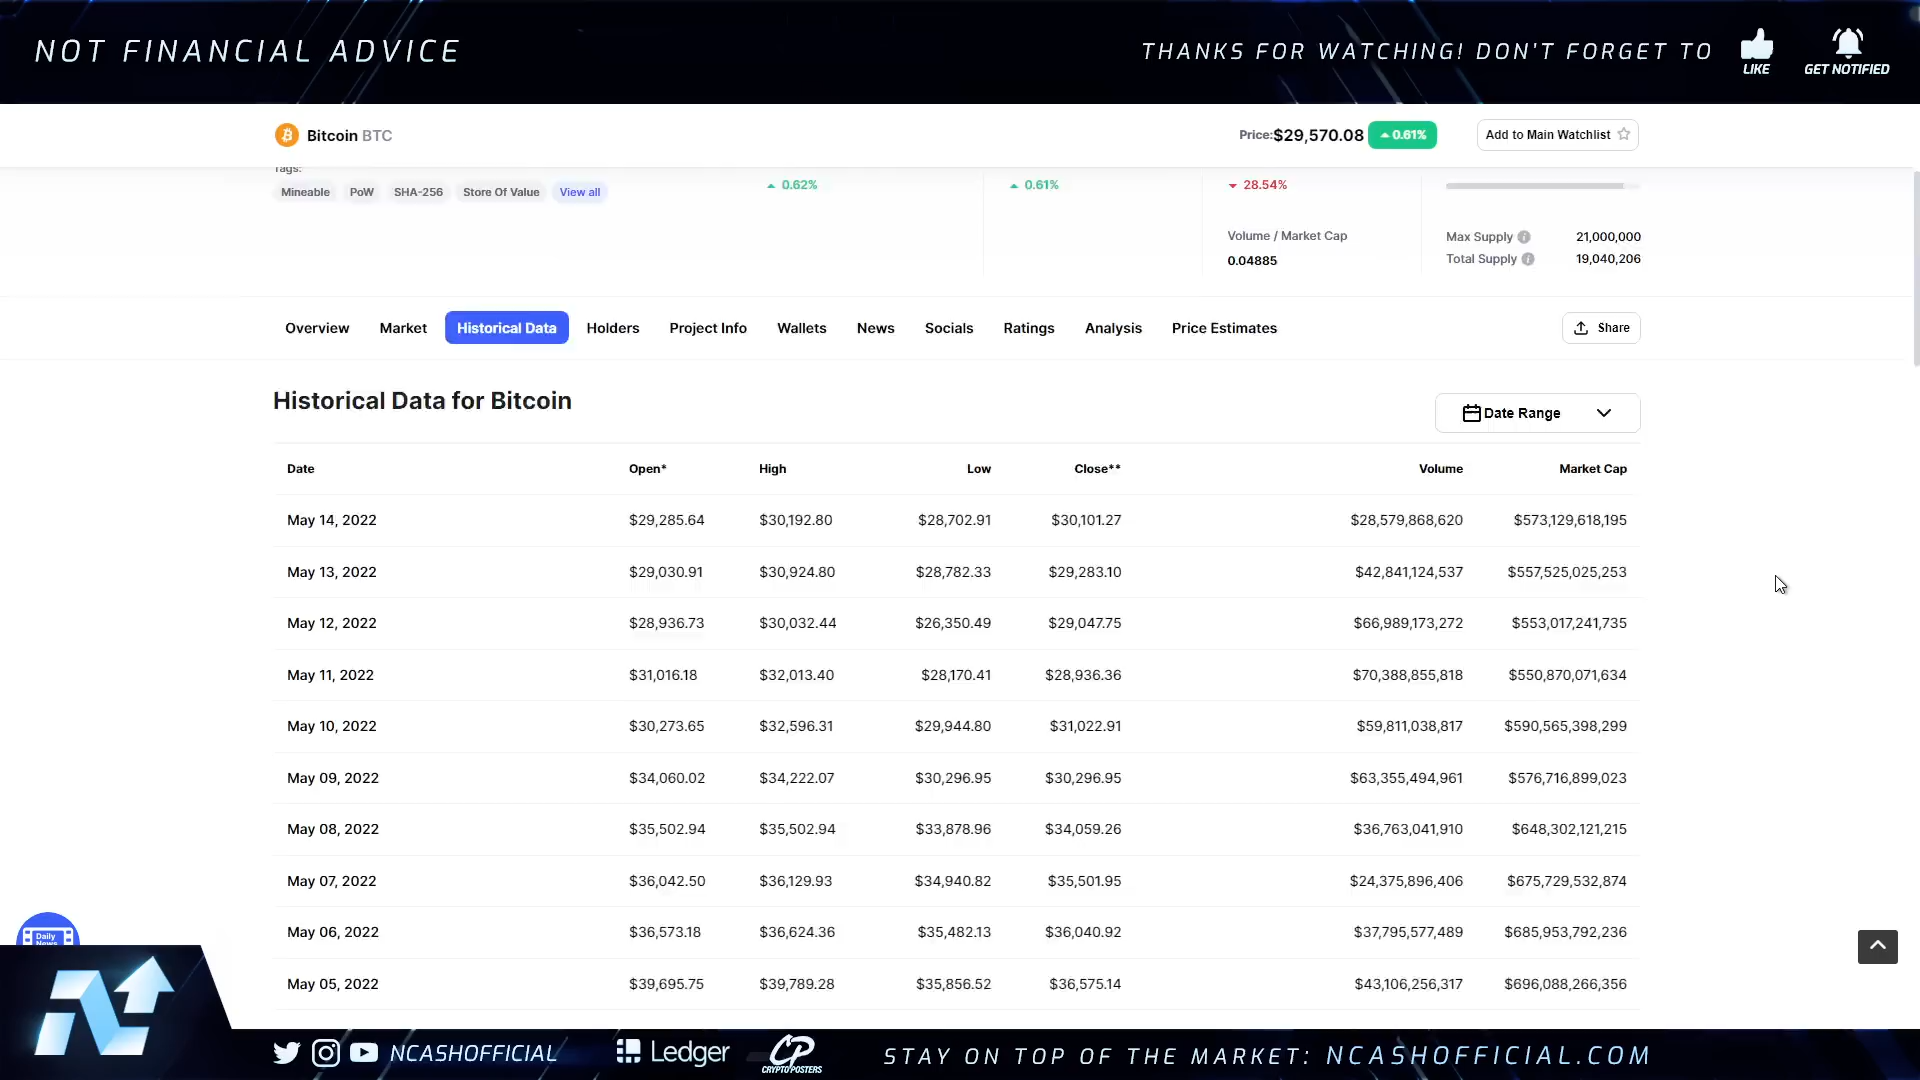 NOT FINANCIAL ADVICE
THANKS FOR WATCHING! DON'T FORGET TO
LIKE
GET NOTIFIED
Bitcoin BTC
Price:$29,570.08 0.61%
Add to Main Watchlist
Tags:
Mineable PoW SHA-256 Store Of Value View all
0.62%
0.61%
28.54%
Volume / Market Cap
0.04885
Max Supply 21,000,000
Total Supply 19,040,206
Overview Market Historical Data Holders Project Info Wallets News Socials Ratings Analysis Price Estimates Share
Historical Data for Bitcoin
Date Range
Date Open* High Low Close** Volume Market Cap
May 14, 2022 $29,285.64 $30,192.80 $28,702.91 $30,101.27 $28,579,868,620 $573,129,618,195
May 13, 2022 $29,030.91 $30,924.80 $28,782.33 $29,283.10 $42,841,124,537 $557,525,025,253
May 12, 2022 $28,936.73 $30,032.44 $26,350.49 $29,047.75 $66,989,173,272 $553,017,241,735
May 11, 2022 $31,016.18 $32,013.40 $28,170.41 $28,936.36 $70,388,855,818 $550,870,071,634
May 10, 2022 $30,273.65 $32,596.31 $29,944.80 $31,022.91 $59,811,038,817 $590,565,398,299
May 09, 2022 $34,060.02 $34,222.07 $30,296.95 $30,296.95 $63,355,494,961 $576,716,899,023
May 08, 2022 $35,502.94 $35,502.94 $33,878.96 $34,059.26 $36,763,041,910 $648,302,121,215
May 07, 2022 $36,042.50 $36,129.93 $34,940.82 $35,501.95 $24,375,896,406 $675,729,532,874
May 06, 2022 $36,573.18 $36,624.36 $35,482.13 $36,040.92 $37,795,577,489 $685,953,792,236
May 05, 2022 $39,695.75 $39,789.28 $35,856.52 $36,575.14 $43,106,256,317 $696,088,266,356
Daily
News
NCASHOFFICIAL
Ledger
CP
CRYPTOPOSTERS
STAY ON TOP OF THE MARKET: NCASHOFFICIAL.COM